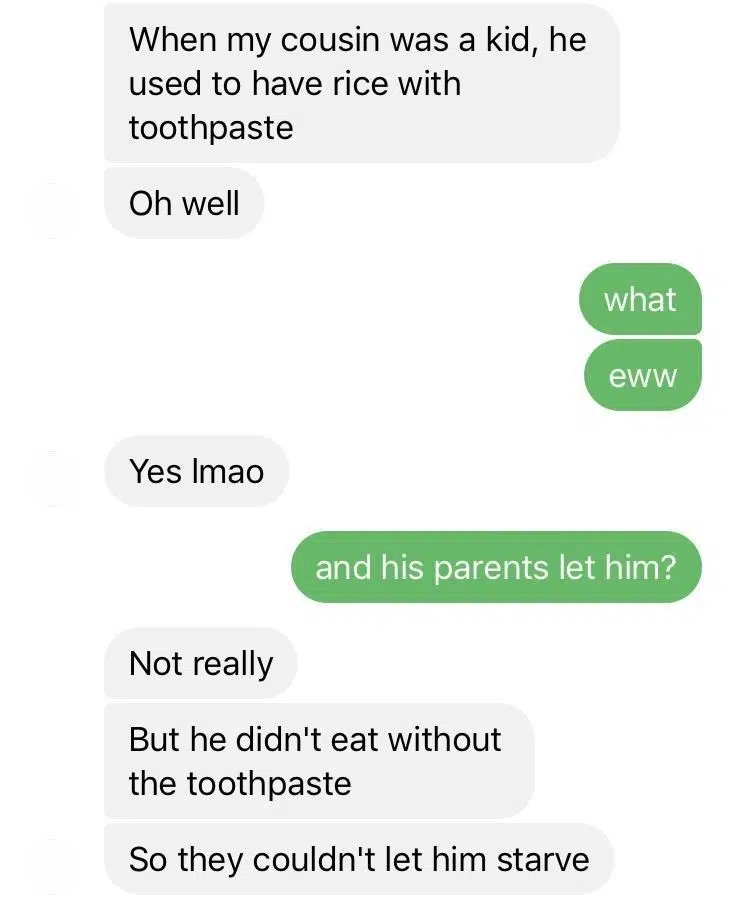 When my cousin was a kid, he
used to have rice with
toothpaste
Oh well
what
eww
Yes lmao
and his parents let him?
Not really
But he didn't eat without
the toothpaste
So they couldn't let him starve